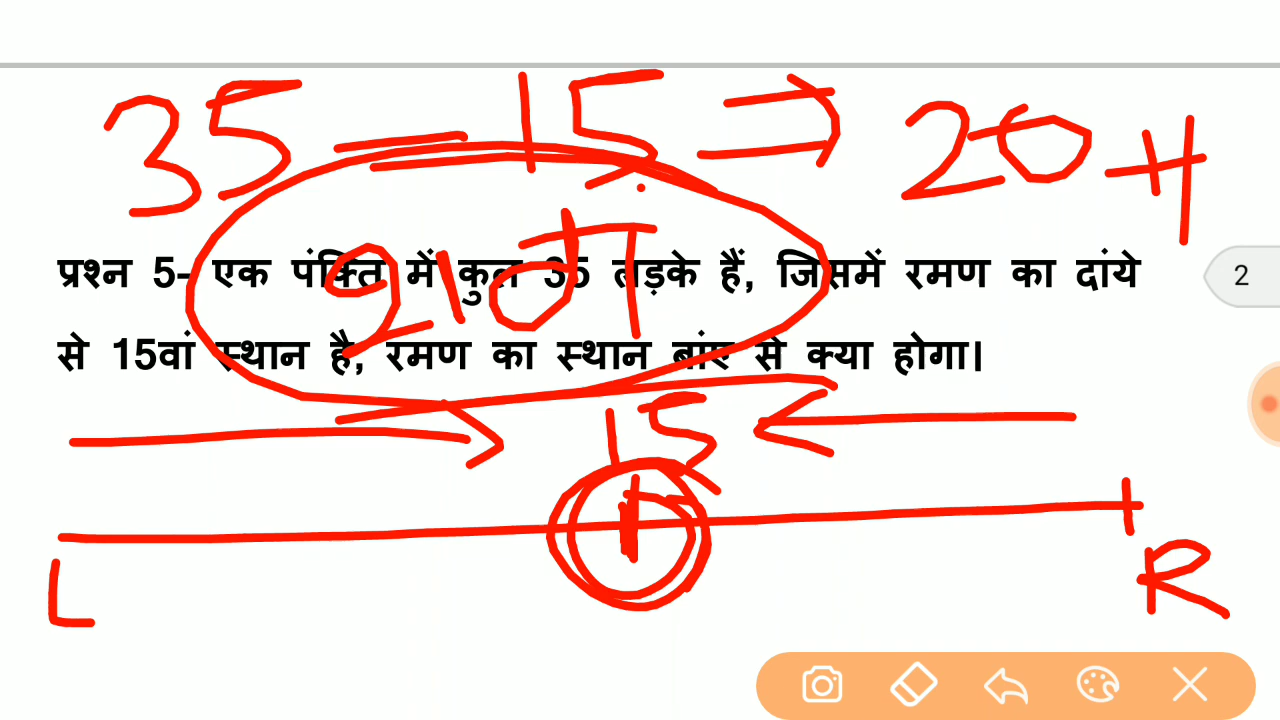 35 - 15 ⇒ 20 + 1
21वां
प्रश्न 5- एक पंक्ति में कुल 35 लड़के हैं, जिसमें रमण का दांये
2
से 15वां स्थान है, रमण का स्थान बांए से क्या होगा।
15
L
R